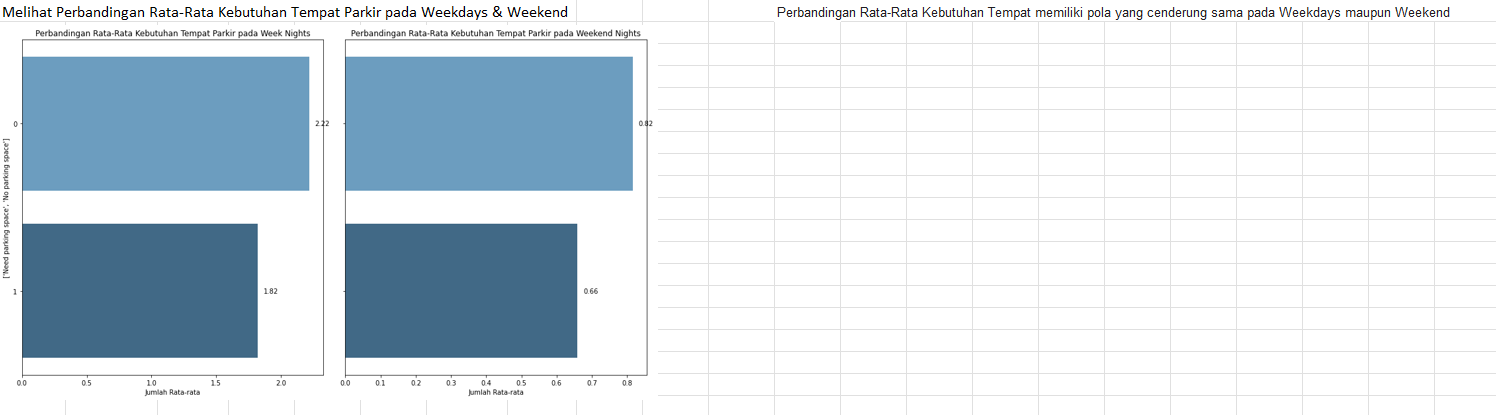 Melihat Perbandingan Rata-Rata Kebutuhan Tempat Parkir pada Weekdays & Weekend
Perbandingan Rata-Rata Kebutuhan Tempat memiliki pola yang cenderung sama pada Weekdays maupun Weekend
Perbandingan Rata-Rata Kebutuhan Tempat Parkir pada Week Nights
Perbandingan Rata-Rata Kebutuhan Tempat Parkir pada Weekend Nights
['Need parking space', 'No parking space']
0
2.22
0.82
1
1.82
0.66
0.0 0.5 1.0 1.5 2.0
Jumlah Rata-rata
0.0 0.1 0.2 0.3 0.4 0.5 0.6 0.7 0.8
Jumlah Rata-rata